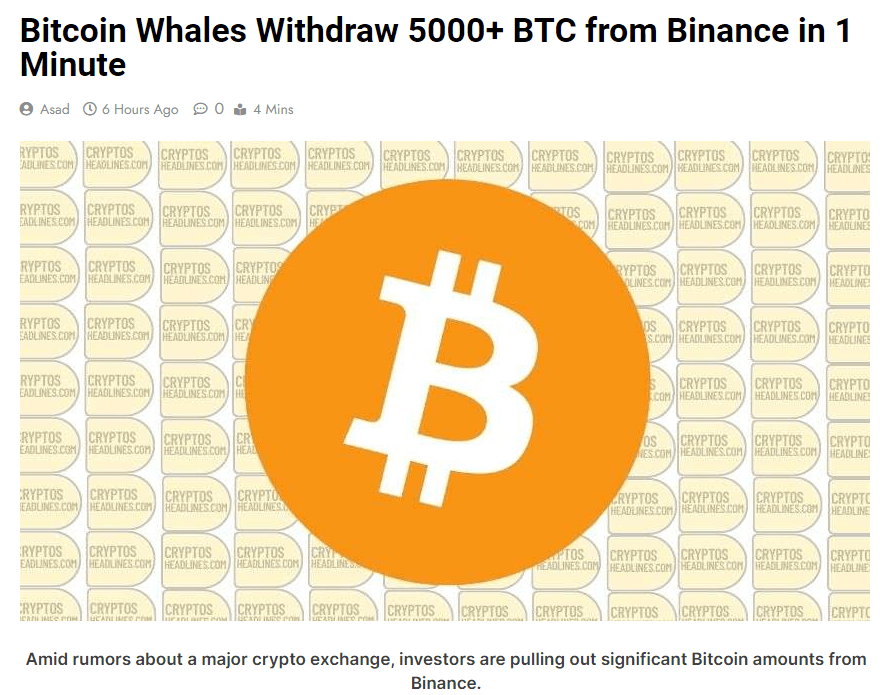 Bitcoin Whales Withdraw 5000+ BTC from Binance in 1
Minute
Asad 6 Hours Ago 0 4 Mins
CRYPTOS
HEADLINES.COM
Amid rumors about a major crypto exchange, investors are pulling out significant Bitcoin amounts from
Binance.